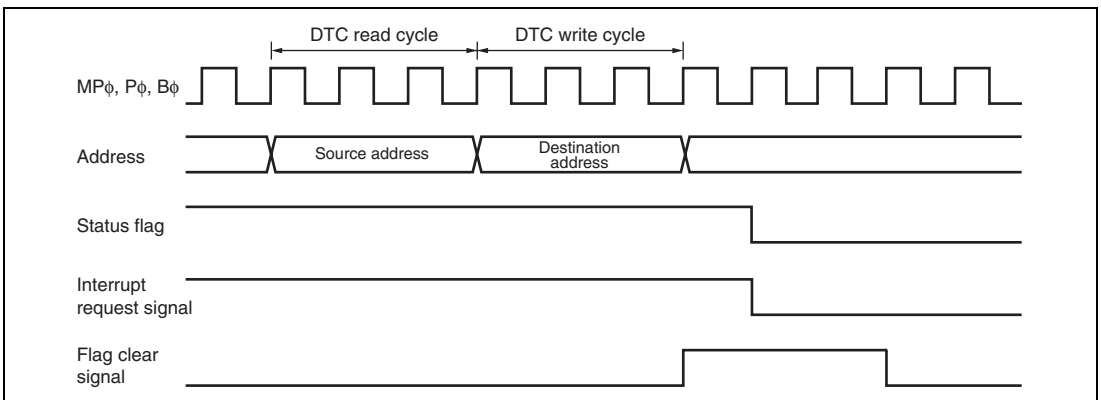 DTC read cycle
DTC write cycle
MPϕ, Pϕ, Bϕ
Address
Source address
Destination
address
Status flag
Interrupt
request signal
Flag clear
signal